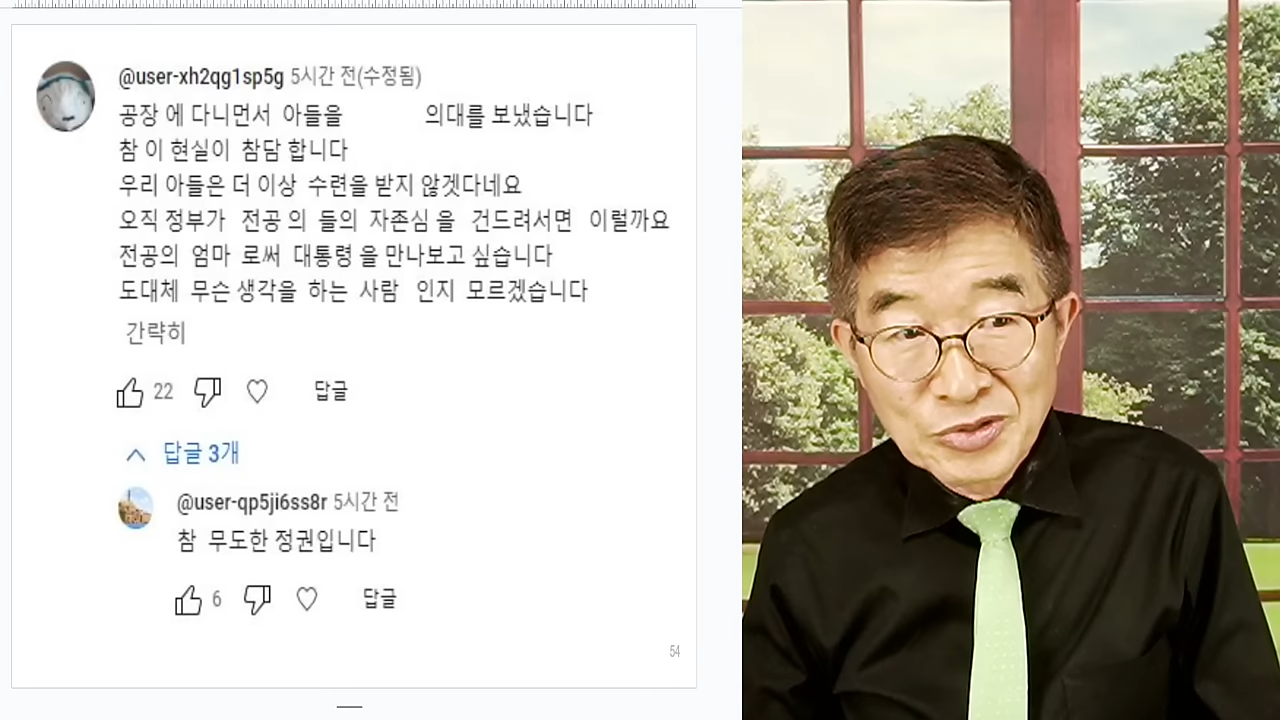 @user-xh2qg1sp5g 5시간 전(수정됨)
공장 에 다니면서 아들을 의대를 보냈습니다
참 이 현실이 참담 합니다
우리 아들은 더 이상 수련을 받지 않겟다네요
오직 정부가 전공 의 들의 자존심 을 건드려서면 이럴까요
전공의 엄마 로써 대통령 을 만나보고 싶습니다
도대체 무슨 생각을 하는 사람 인지 모르겠습니다
간략히
22 답글
답글 3개
@user-qp5ji6ss8r 5시간 전
참 무도한 정권입니다
6 답글
54